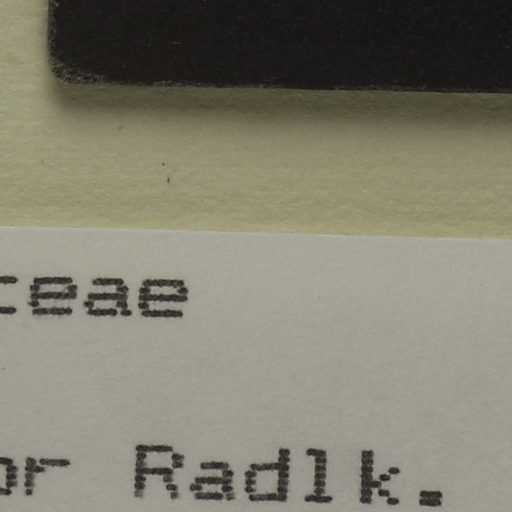 ceae
or Radlk.